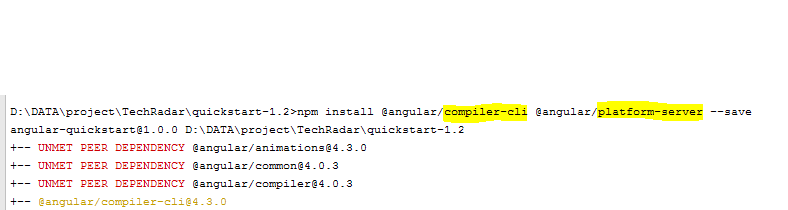 D:\DATA\project\TechRadar\quickstart-1.2>npm install @angular/compiler-cli @angular/platform-server --save
angular-quickstart@1.0.0 D:\DATA\project\TechRadar\quickstart-1.2
+-- UNMET PEER DEPENDENCY @angular/animations@4.3.0
+-- UNMET PEER DEPENDENCY @angular/common@4.0.3
+-- UNMET PEER DEPENDENCY @angular/compiler@4.0.3
+-- @angular/compiler-cli@4.3.0